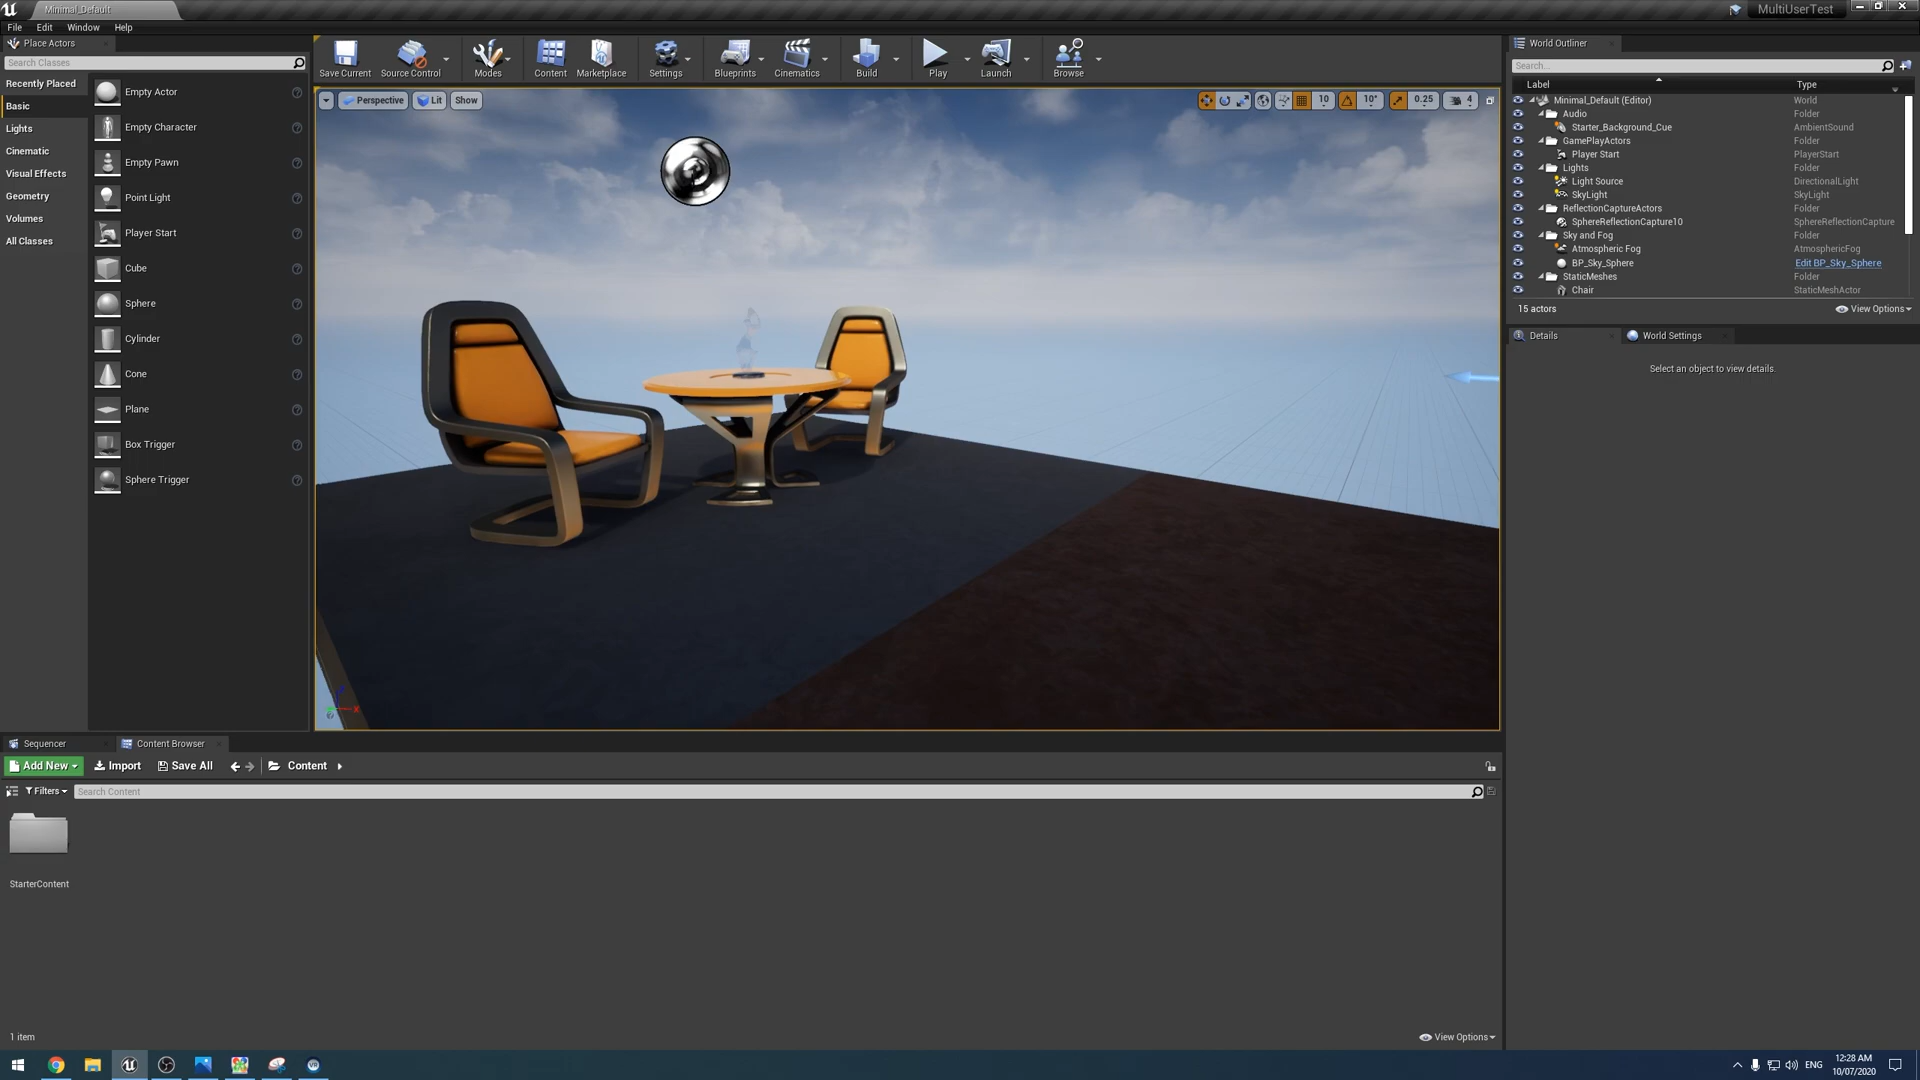 Minimal_Default
MultiUserTest
File Edit Window Help
Place Actors
Search Classes
Recently Placed
Basic
Lights
Cinematic
Visual Effects
Geometry
Volumes
All Classes
Empty Actor
Empty Character
Empty Pawn
Point Light
Player Start
Cube
Sphere
Cylinder
Cone
Plane
Box Trigger
Sphere Trigger
Save Current Source Control Modes Content Marketplace Settings Blueprints Cinematics Build Play Launch Browse
Perspective Lit Show
10 10° 0.25 4
World Outliner
Search...
Label Type
Minimal_Default (Editor) World
Audio Folder
Starter_Background_Cue AmbientSound
GamePlayActors Folder
Player Start PlayerStart
Lights Folder
Light Source DirectionalLight
SkyLight SkyLight
ReflectionCaptureActors Folder
SphereReflectionCapture10 SphereReflectionCapture
Sky and Fog Folder
Atmospheric Fog AtmosphericFog
BP_Sky_Sphere Edit BP_Sky_Sphere
StaticMeshes Folder
Chair StaticMeshActor
15 actors View Options
Details World Settings
Select an object to view details.
X
Sequencer Content Browser
Add New Import Save All Content
Filters Search Content
StarterContent
1 item View Options
ENG
12:28 AM
10/07/2020